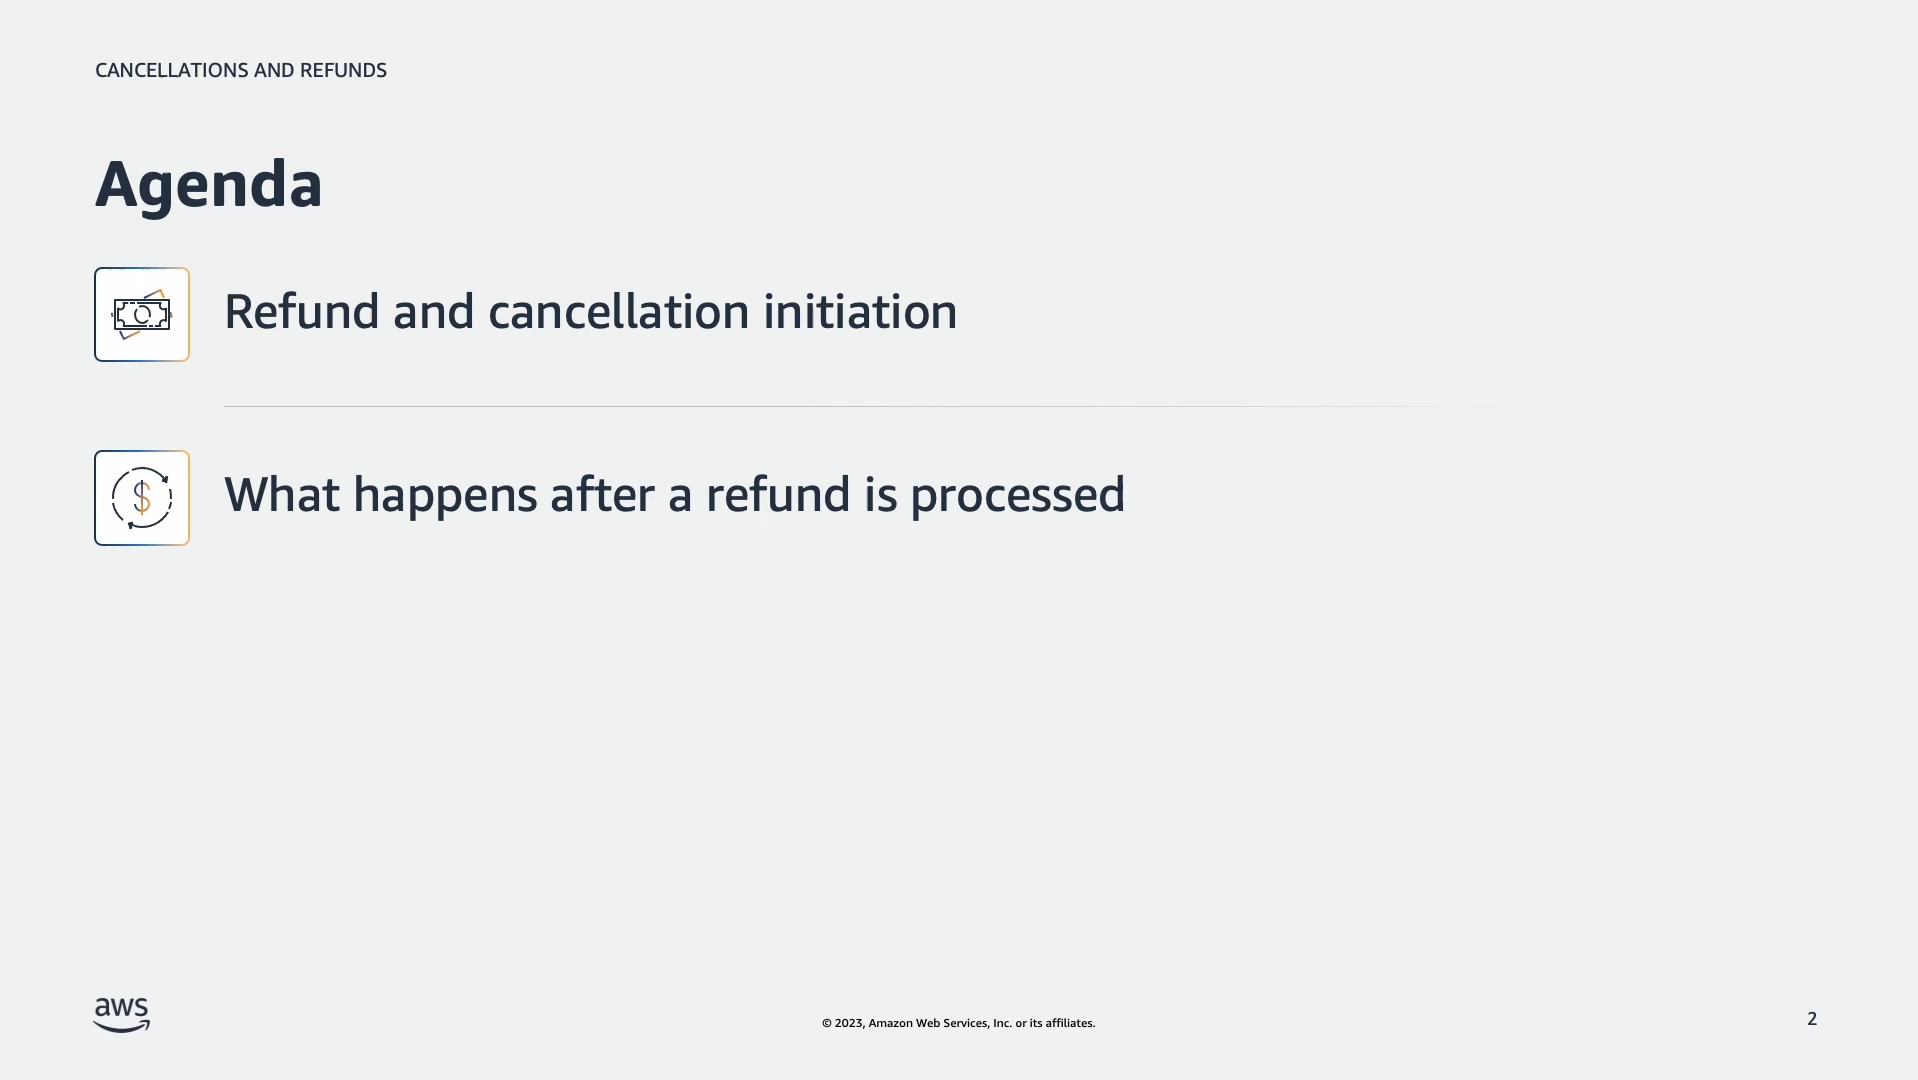 CANCELLATIONS AND REFUNDS
Agenda
Refund and cancellation initiation
What happens after a refund is processed
aws
© 2023, Amazon Web Services, Inc. or its affiliates.
2